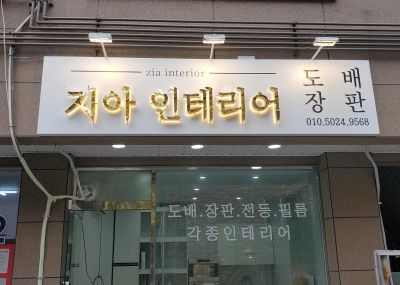 zia interior
지아 인테리어
도배
장판
010.5024.9568
도배.장판.전등.필름
각종인테리어